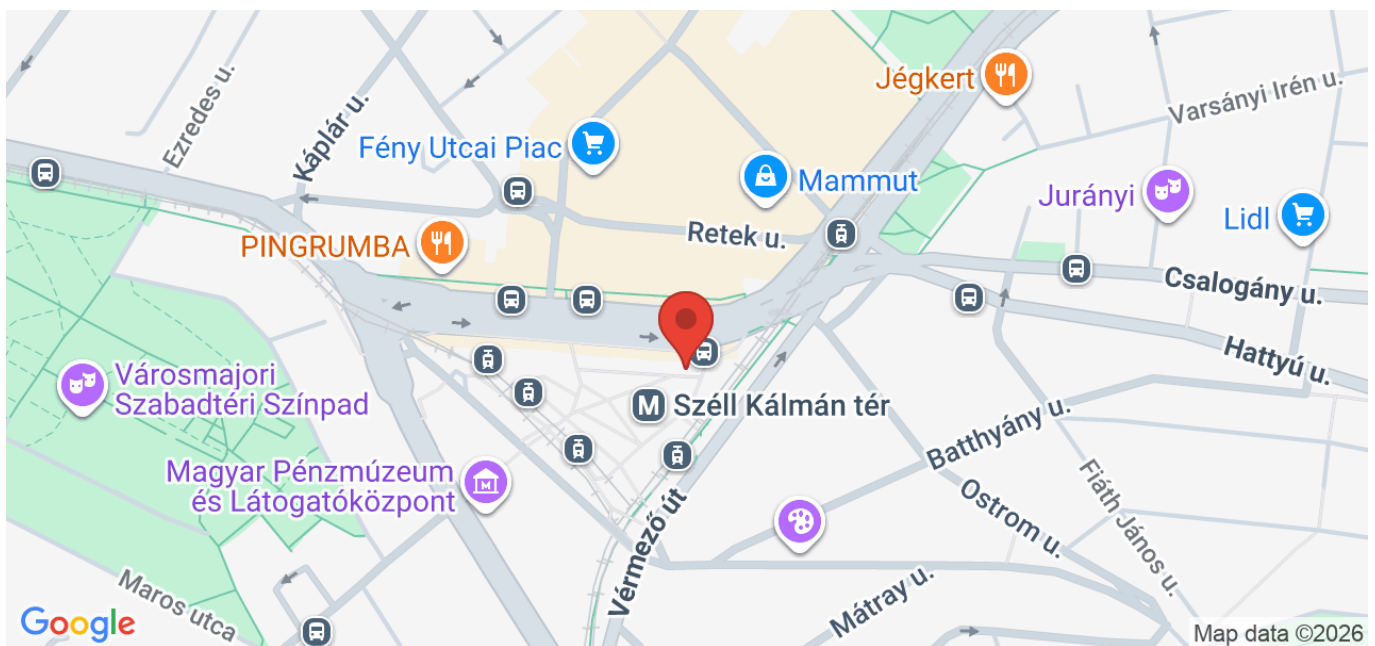 Jégkert
Ezredes u.
Káplár u.
Fény Utcai Piac
Varsányi Irén u.
Mammut
Jurányi
Lidl
PINGRUMBA
Retek u.
Csalogány u.
Hattyú u.
Városmajori
Szabadtéri Színpad
M Széll Kálmán tér
Batthyány u.
Magyar Pénzmúzeum
és Látogatóközpont
Ostrom u.
Fiáth János u.
Vérmező út
Mátray u.
Maros utca
Google
Map data ©2026